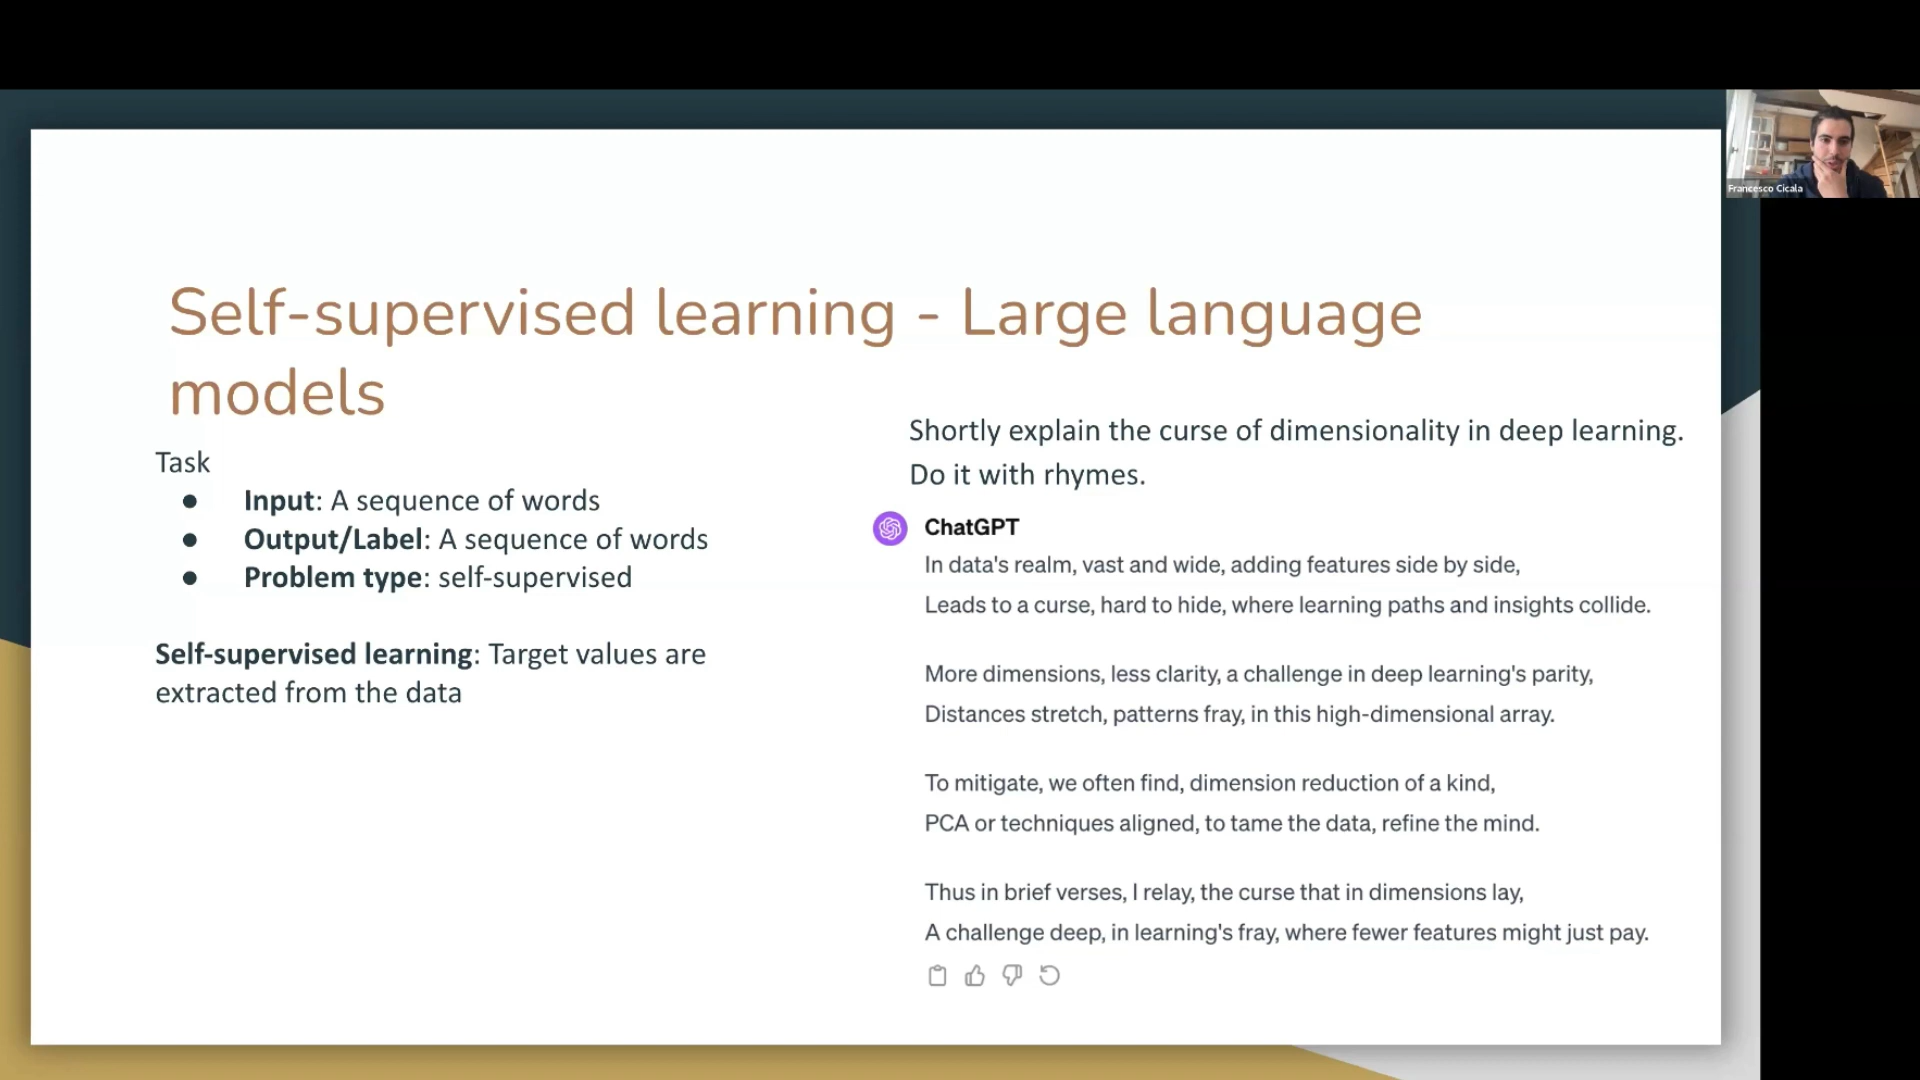 Francesco Cicala
Self-supervised learning - Large language
models
Task
● Input: A sequence of words
● Output/Label: A sequence of words
● Problem type: self-supervised
Self-supervised learning: Target values are
extracted from the data
Shortly explain the curse of dimensionality in deep learning.
Do it with rhymes.
ChatGPT
In data's realm, vast and wide, adding features side by side,
Leads to a curse, hard to hide, where learning paths and insights collide.
More dimensions, less clarity, a challenge in deep learning's parity,
Distances stretch, patterns fray, in this high-dimensional array.
To mitigate, we often find, dimension reduction of a kind,
PCA or techniques aligned, to tame the data, refine the mind.
Thus in brief verses, I relay, the curse that in dimensions lay,
A challenge deep, in learning's fray, where fewer features might just pay.